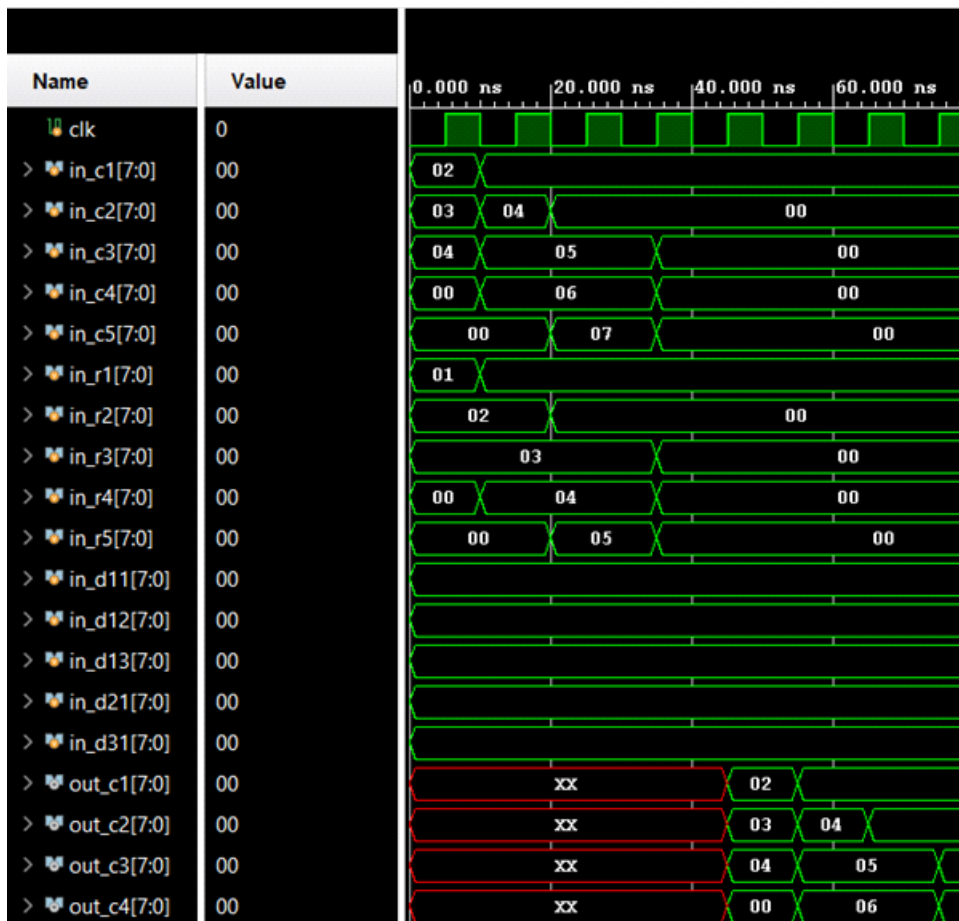 Name Value
0.000 ns 20.000 ns 40.000 ns 60.000 ns
clk 0
in_c1[7:0] 00 02
in_c2[7:0] 00 03 04 00
in_c3[7:0] 00 04 05 00
in_c4[7:0] 00 00 06 00
in_c5[7:0] 00 00 07 00
in_r1[7:0] 00 01
in_r2[7:0] 00 02 00
in_r3[7:0] 00 03 00
in_r4[7:0] 00 00 04 00
in_r5[7:0] 00 00 05 00
in_d11[7:0] 00
in_d12[7:0] 00
in_d13[7:0] 00
in_d21[7:0] 00
in_d31[7:0] 00
out_c1[7:0] 00 XX 02
out_c2[7:0] 00 XX 03 04
out_c3[7:0] 00 XX 04 05
out_c4[7:0] 00 XX 00 06